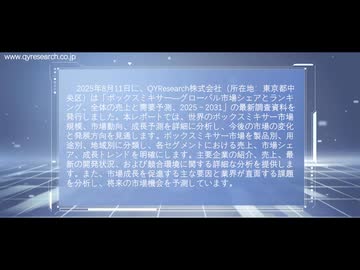 www.qyresearch.co.jp
2025年8月11日に、QYResearch株式会社（所在地 東京都中
央区）は「ボックスミキサー―グローバル市場シェアとランキ
ング、全体の売上と需要予測、2025～2031」の最新調査資料を
発行しました。本レポートでは、世界のボックスミキサー市場
規模、市場動向、成長予測を詳細に分析し、今後の市場の変化
と発展方向を見通します。ボックスミキサー市場を製品別、用
途別、地域別に分類し、各セグメントにおける売上、市場シェ
ア、成長トレンドを明確にします。主要企業の紹介、売上、最
新の開発状況、および競合環境に関する詳細な分析を提供しま
す。また、市場成長を促進する主な要因と業界が直面する課題
を分析し、将来の市場機会を予測しています。